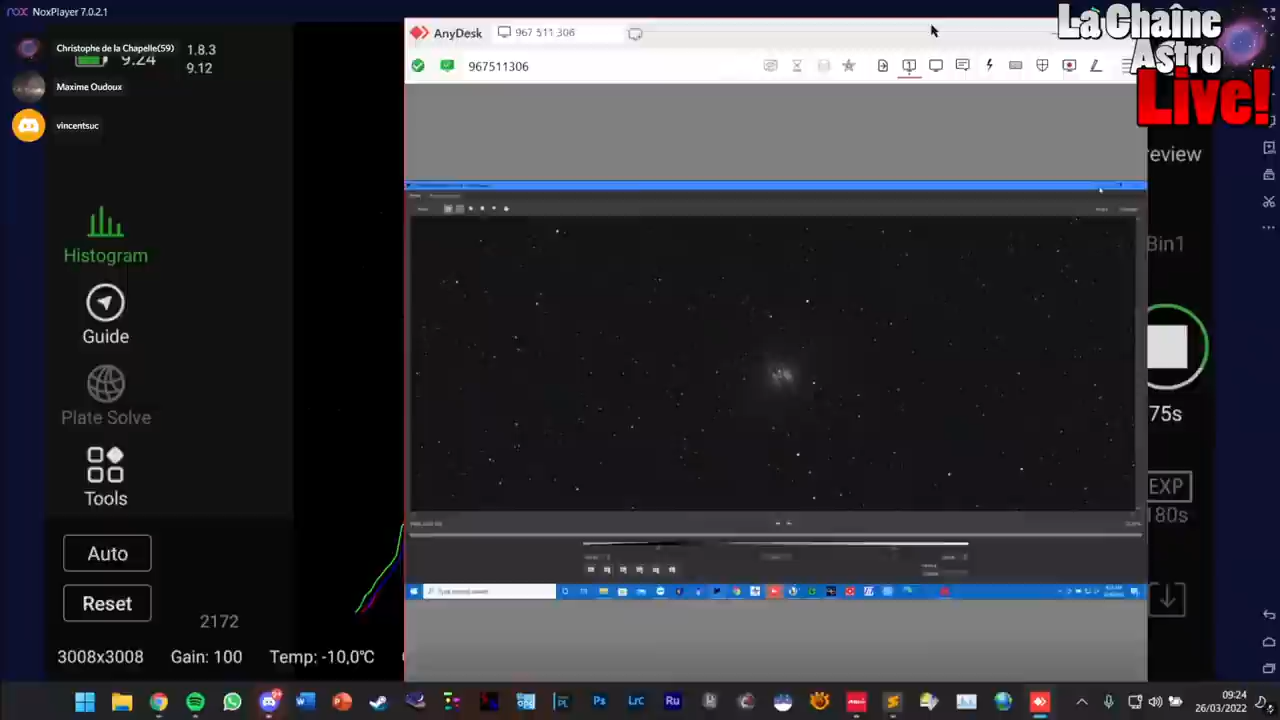 NoxPlayer 7.0.2.1
La Chaîne
Astro
Live!
Christophe de la Chapelle(59)
9:24
1.8.3
9.12
Maxime Oudoux
vincentsuc
AnyDesk
967 511 306
967511306
review
Bin1
Histogram
Guide
Plate Solve
Tools
75s
EXP
180s
Auto
Reset
2172
3008x3008
Gain: 100
Temp: -10,0℃
09:24
26/03/2022